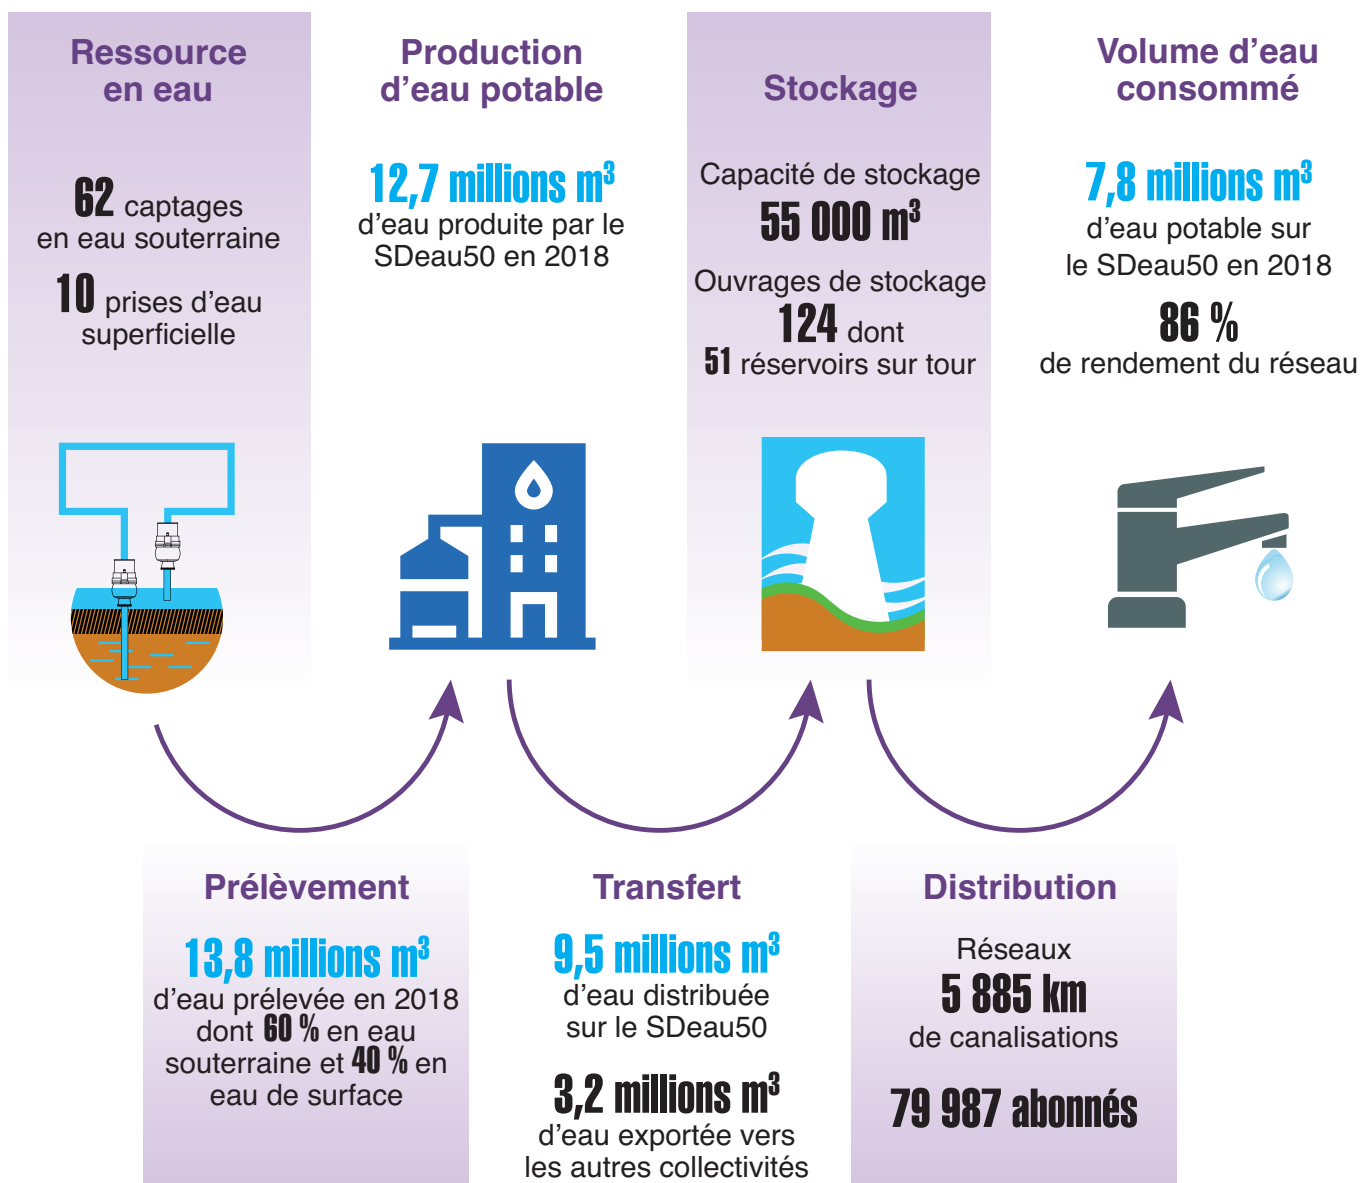 Ressource
en eau
62 captages
en eau souterraine
10 prises d’eau
superficielle
Production
d’eau potable
12,7 millions m³
d’eau produite par le
SDeau50 en 2018
Stockage
Capacité de stockage
55 000 m³
Ouvrages de stockage
124 dont
51 réservoirs sur tour
Volume d’eau
consommé
7,8 millions m³
d’eau potable sur
le SDeau50 en 2018
86 %
de rendement du réseau
Prélèvement
13,8 millions m³
d’eau prélevée en 2018
dont 60 % en eau
souterraine et 40 % en
eau de surface
Transfert
9,5 millions m³
d’eau distribuée
sur le SDeau50
3,2 millions m³
d’eau exportée vers
les autres collectivités
Distribution
Réseaux
5 885 km
de canalisations
79 987 abonnés